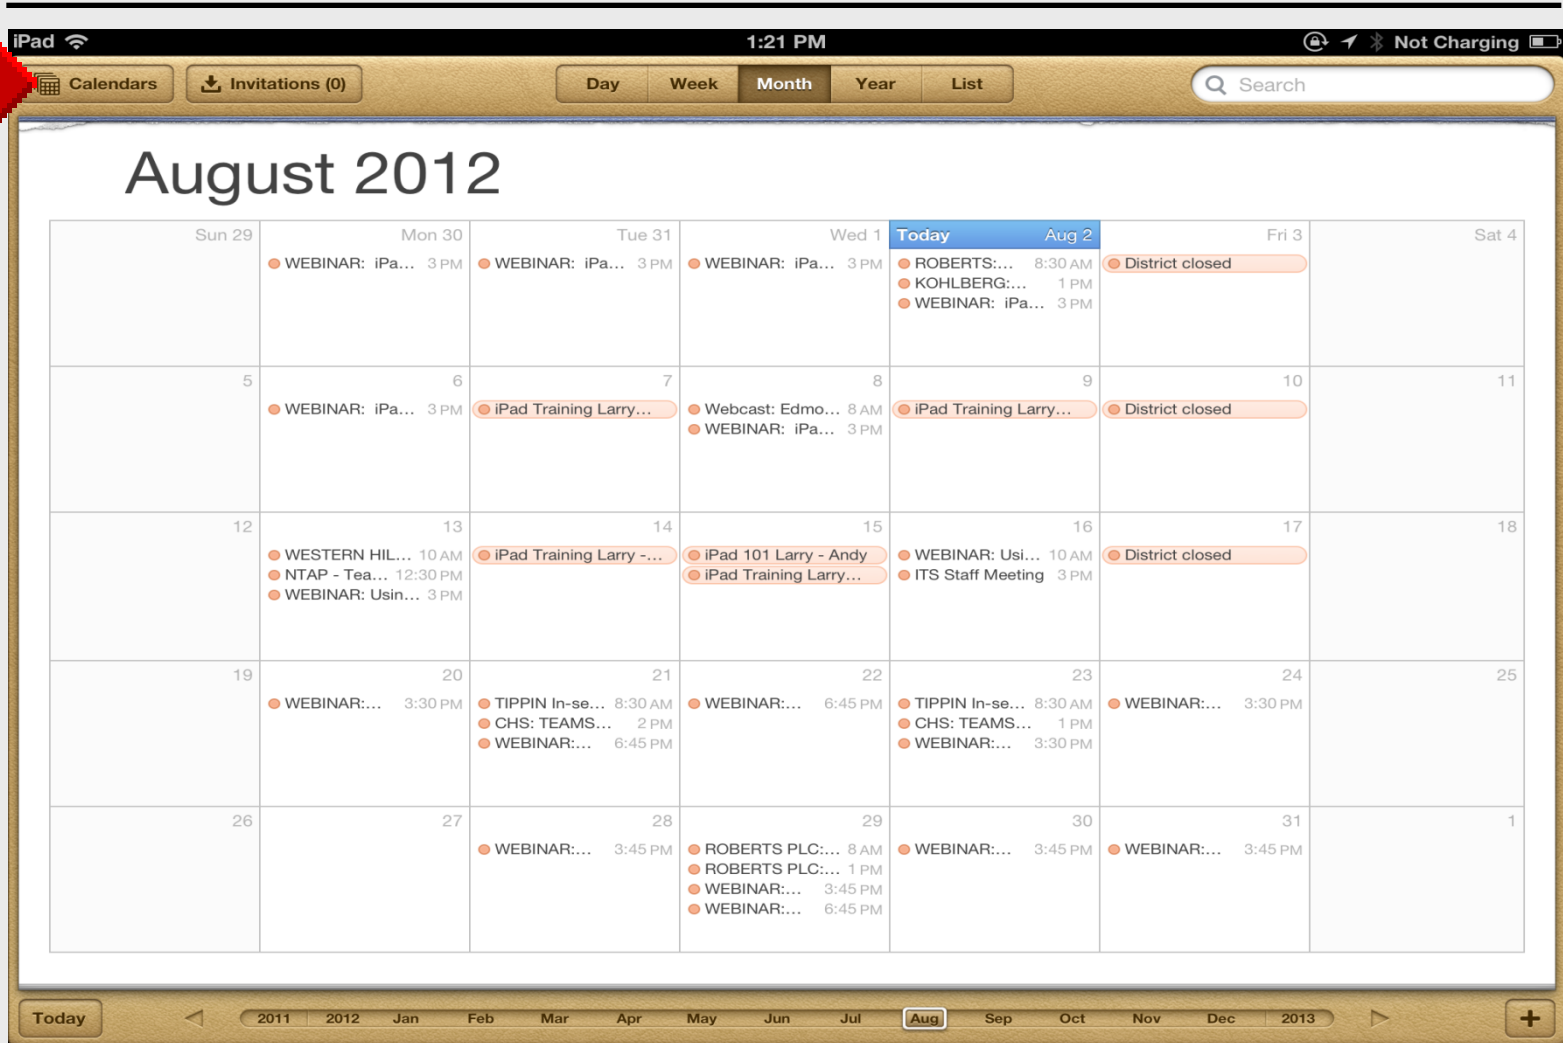 iPad 1:21 PM Not Charging
Calendars Invitations (0) Day Week Month Year List Search
August 2012
Sun 29 Mon 30 Tue 31 Wed 1 Today Aug 2 Fri 3 Sat 4
WEBINAR: iPa... 3 PM WEBINAR: iPa... 3 PM WEBINAR: iPa... 3 PM ROBERTS:... 8:30 AM District closed
KOHLBERG:... 1 PM
WEBINAR: iPa... 3 PM
5 6 7 8 9 10 11
WEBINAR: iPa... 3 PM iPad Training Larry... Webcast: Edmo... 8 AM iPad Training Larry... District closed
WEBINAR: iPa... 3 PM
12 13 14 15 16 17 18
WESTERN HIL... 10 AM iPad Training Larry -... iPad 101 Larry - Andy WEBINAR: Usi... 10 AM District closed
NTAP - Tea... 12:30 PM iPad Training Larry... ITS Staff Meeting 3 PM
WEBINAR: Usin... 3 PM
19 20 21 22 23 24 25
WEBINAR:... 3:30 PM TIPPIN In-se... 8:30 AM WEBINAR:... 6:45 PM TIPPIN In-se... 8:30 AM WEBINAR:... 3:30 PM
CHS: TEAMS... 2 PM CHS: TEAMS... 1 PM
WEBINAR:... 6:45 PM WEBINAR:... 3:30 PM
26 27 28 29 30 31 1
WEBINAR:... 3:45 PM ROBERTS PLC:... 8 AM WEBINAR:... 3:45 PM WEBINAR:... 3:45 PM
ROBERTS PLC:... 1 PM
WEBINAR:... 3:45 PM
WEBINAR:... 6:45 PM
Today 2011 2012 Jan Feb Mar Apr May Jun Jul Aug Sep Oct Nov Dec 2013 +